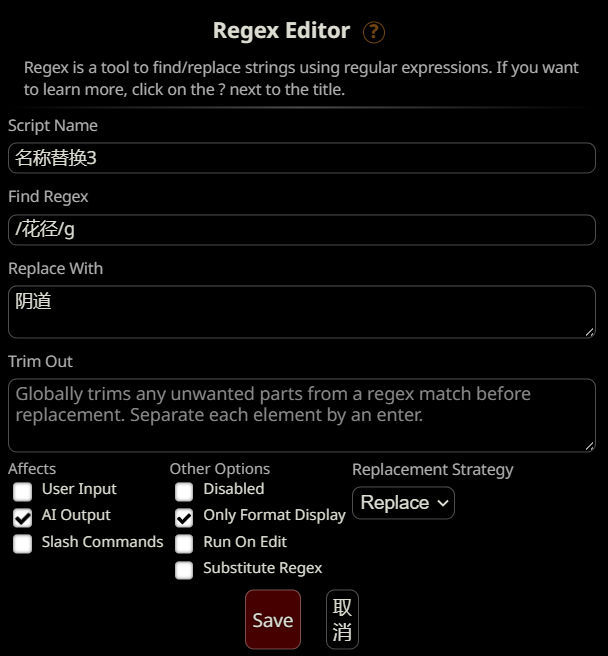 Regex Editor ?
Regex is a tool to find/replace strings using regular expressions. If you want
to learn more, click on the ? next to the title.
Script Name
名称替换3
Find Regex
/花径/g
Replace With
阴道
Trim Out
Globally trims any unwanted parts from a regex match before
replacement. Separate each element by an enter.
Affects
User Input
AI Output
Slash Commands
Other Options
Disabled
Only Format Display
Run On Edit
Substitute Regex
Replacement Strategy
Replace
Save
取
消